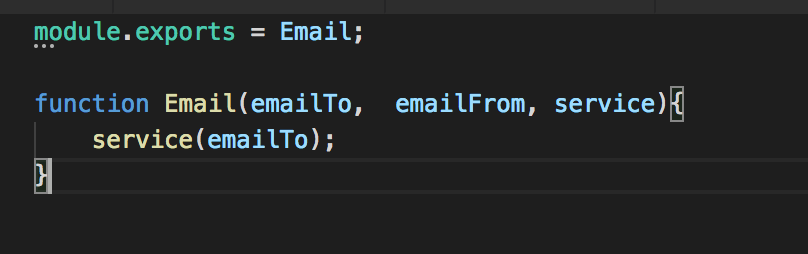 module.exports = Email;
function Email(emailTo,  emailFrom, service){
    service(emailTo);
}